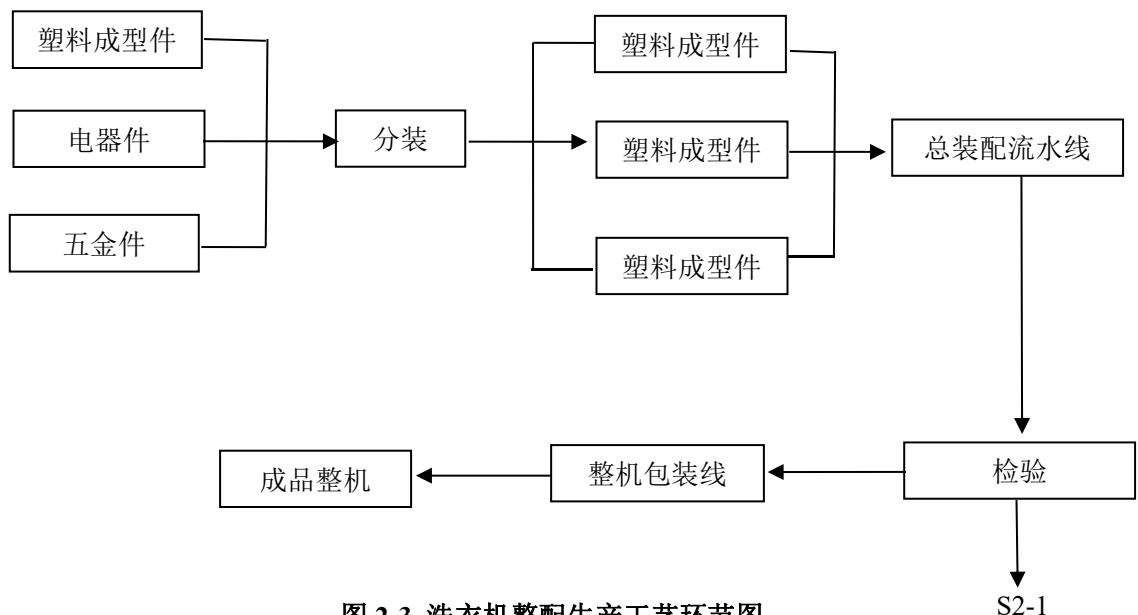 塑料成型件
电器件
五金件
分装
塑料成型件
塑料成型件
塑料成型件
总装配流水线
检验
整机包装线
成品整机
S2-1
图 2-3 洗衣机整配生产工艺环节图